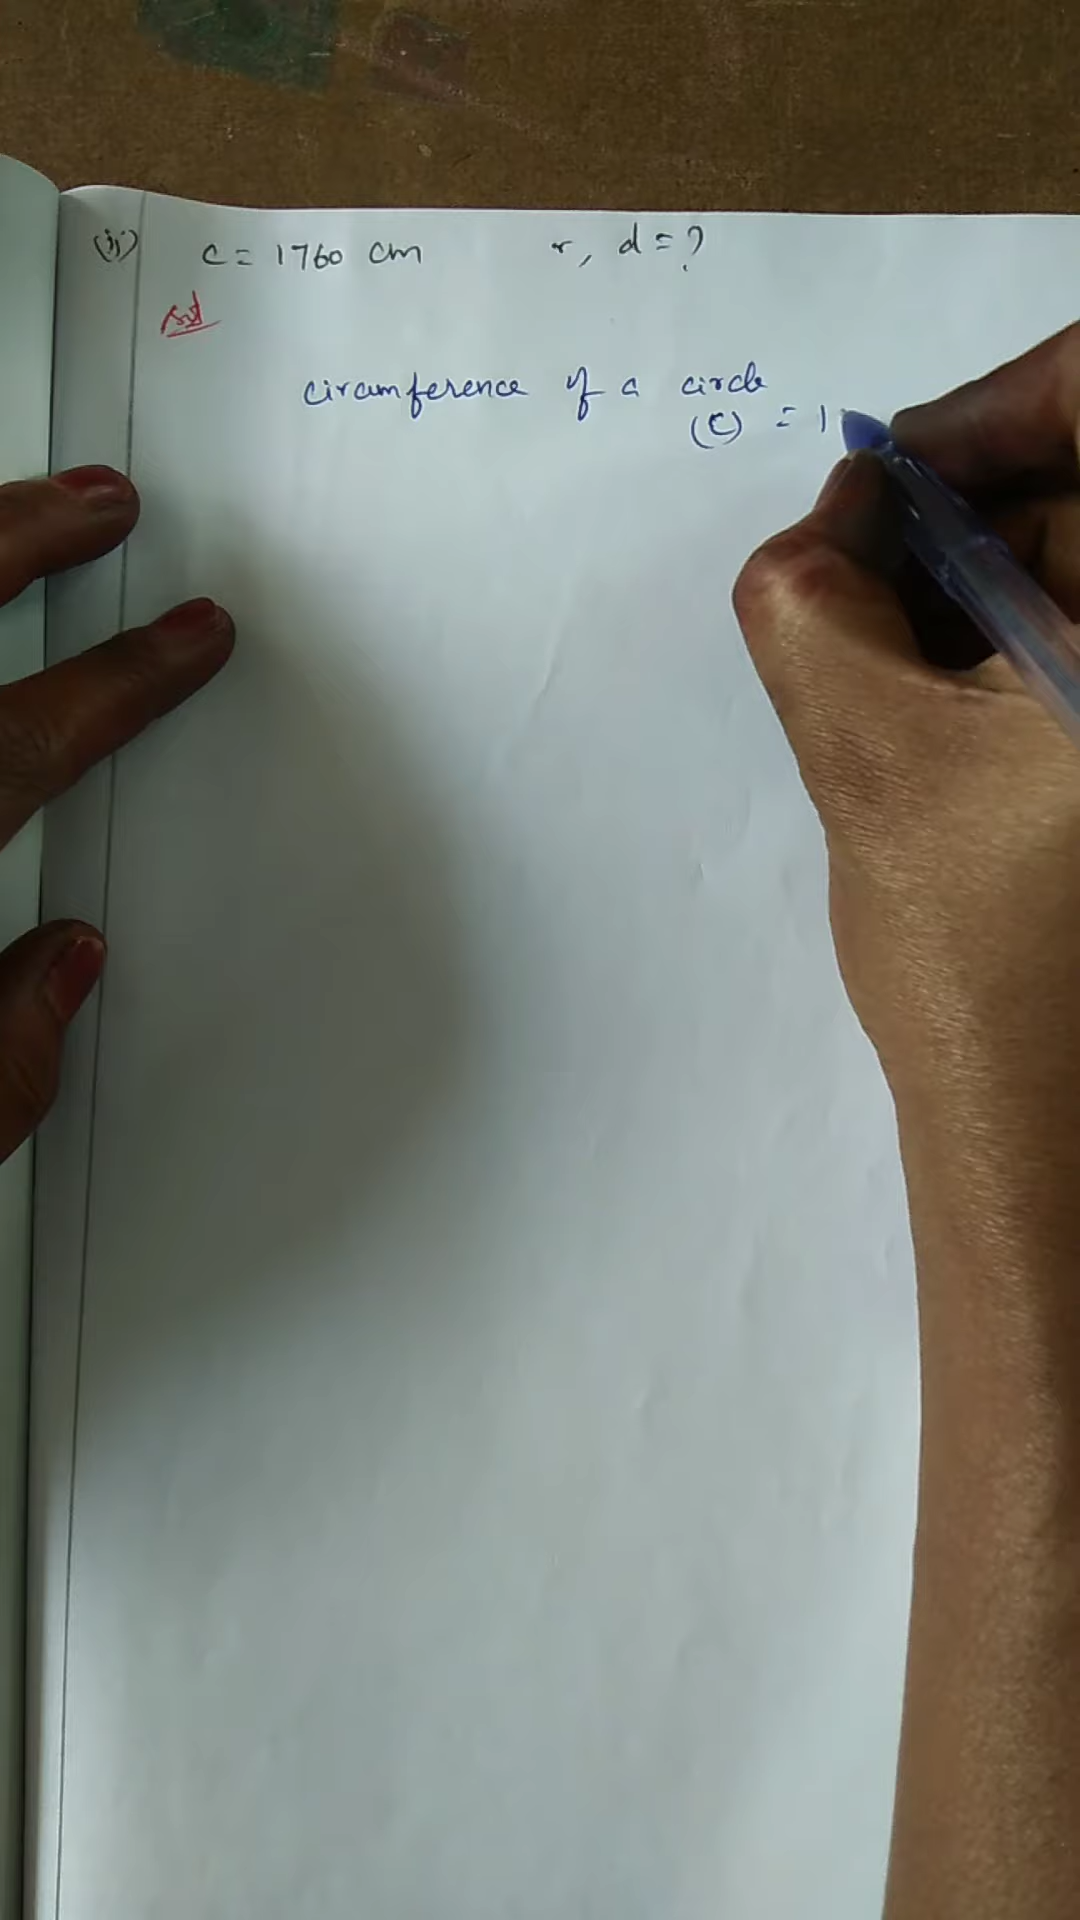 (ii) C = 1760 cm r, d = ?
Sol
circumference of a circle
(C) = 1